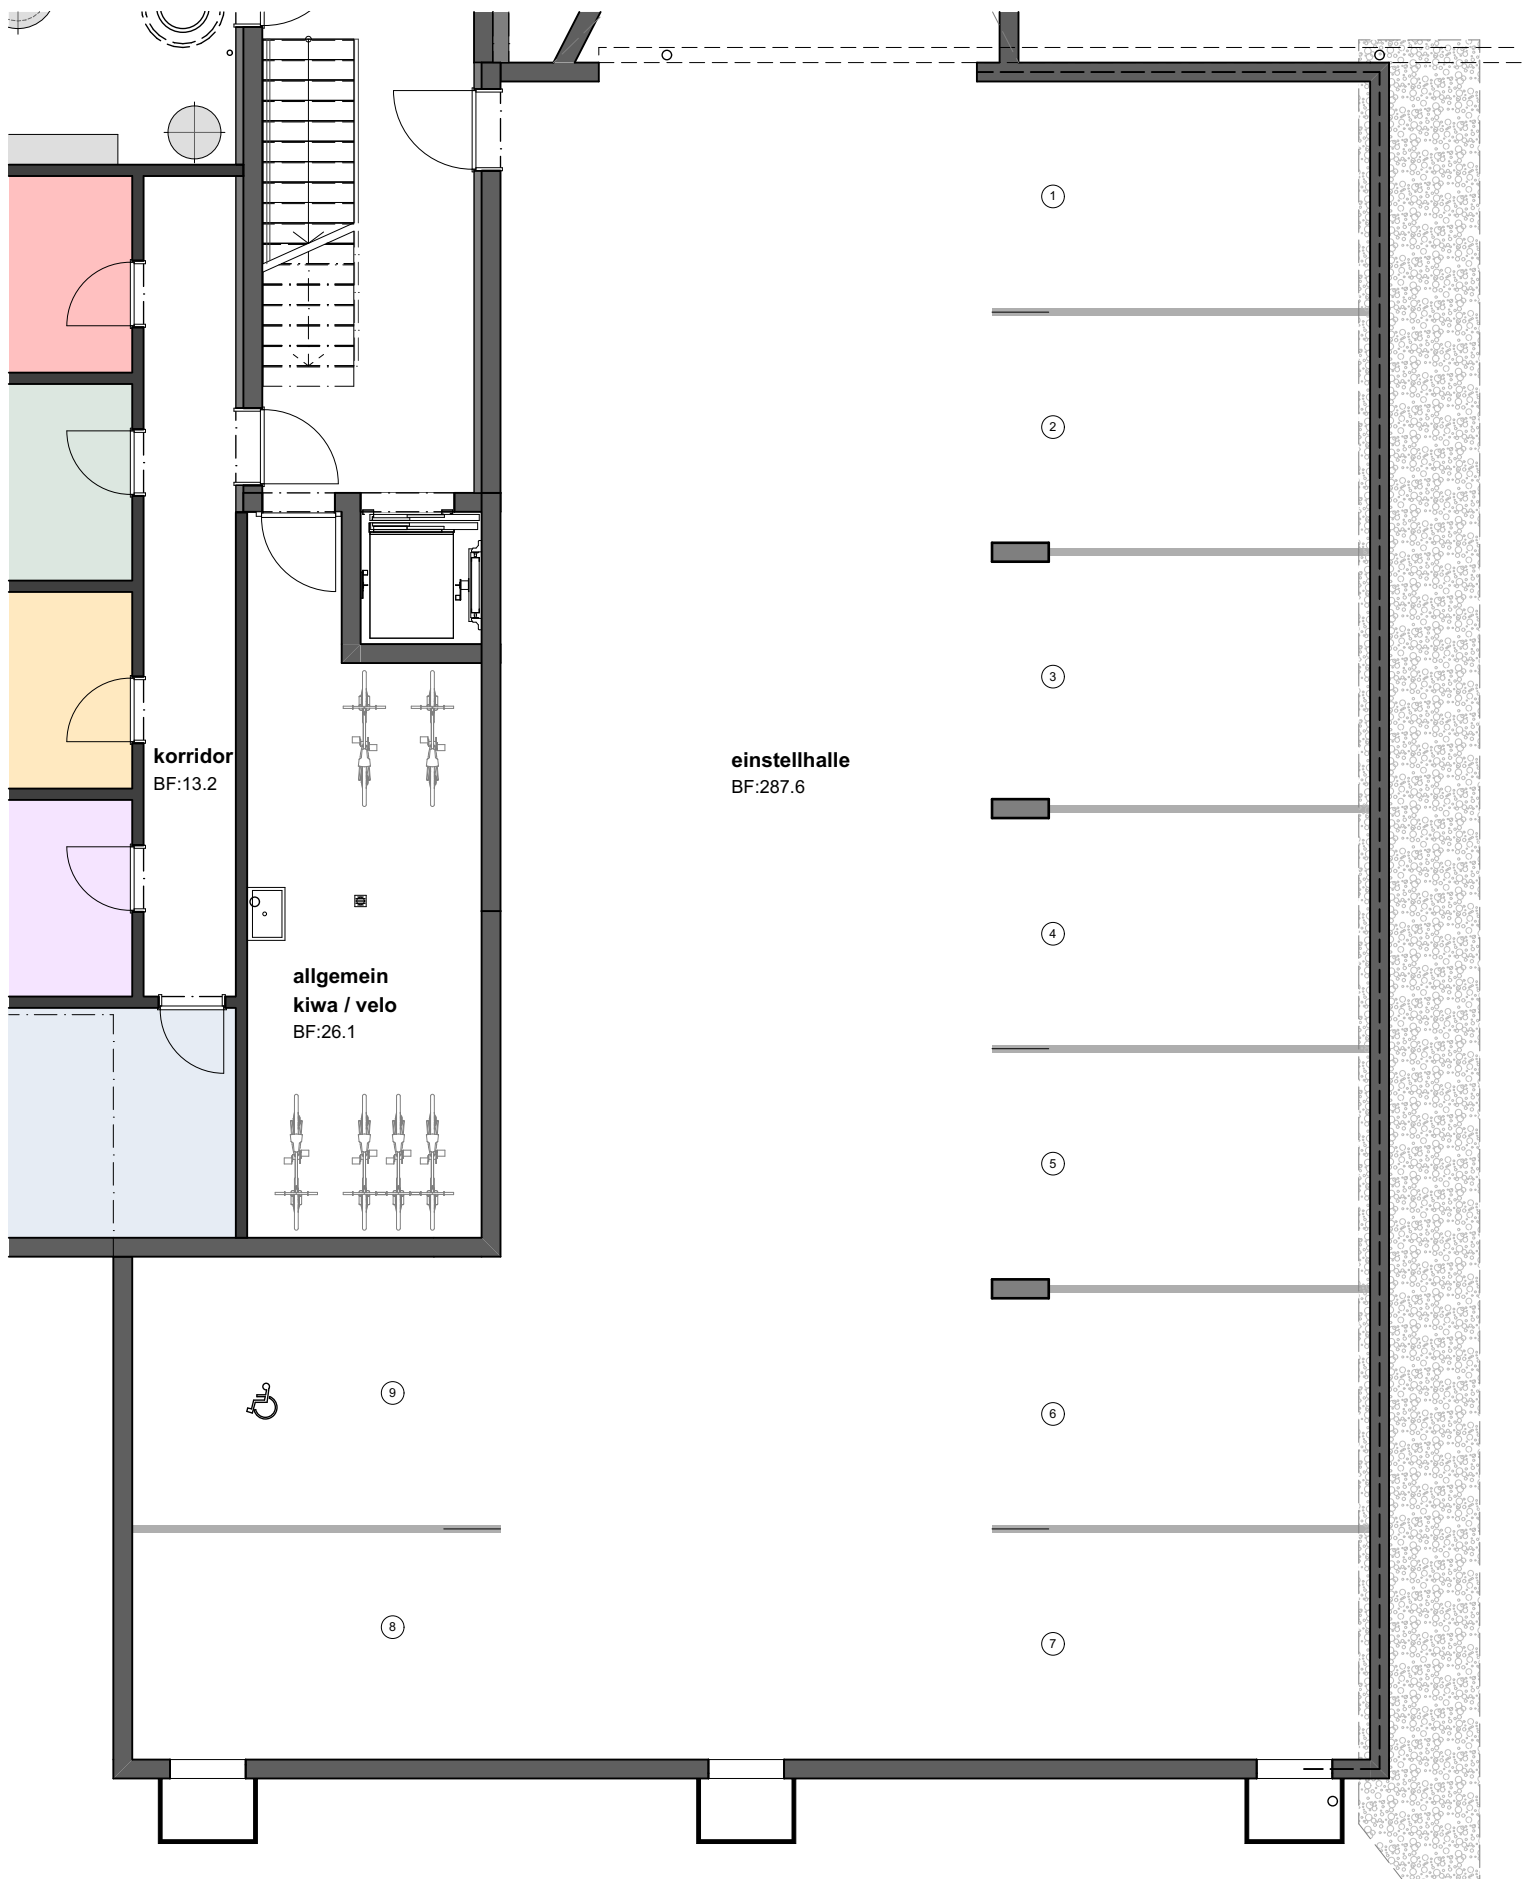 1
2
3
korridor
BF:13.2
einstellhalle
BF:287.6
4
allgemein
kiwa / velo
BF:26.1
5
9
6
8
7